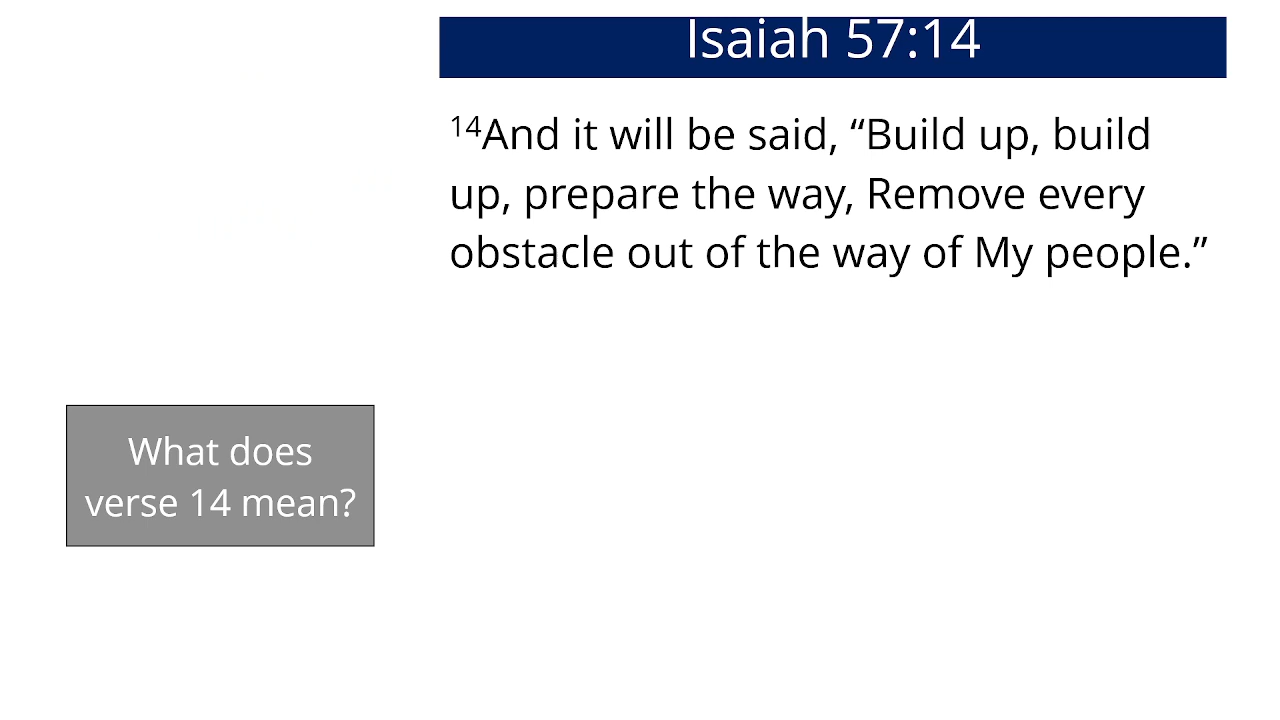 Isaiah 57:14
14And it will be said, “Build up, build
up, prepare the way, Remove every
obstacle out of the way of My people.”
What does
verse 14 mean?